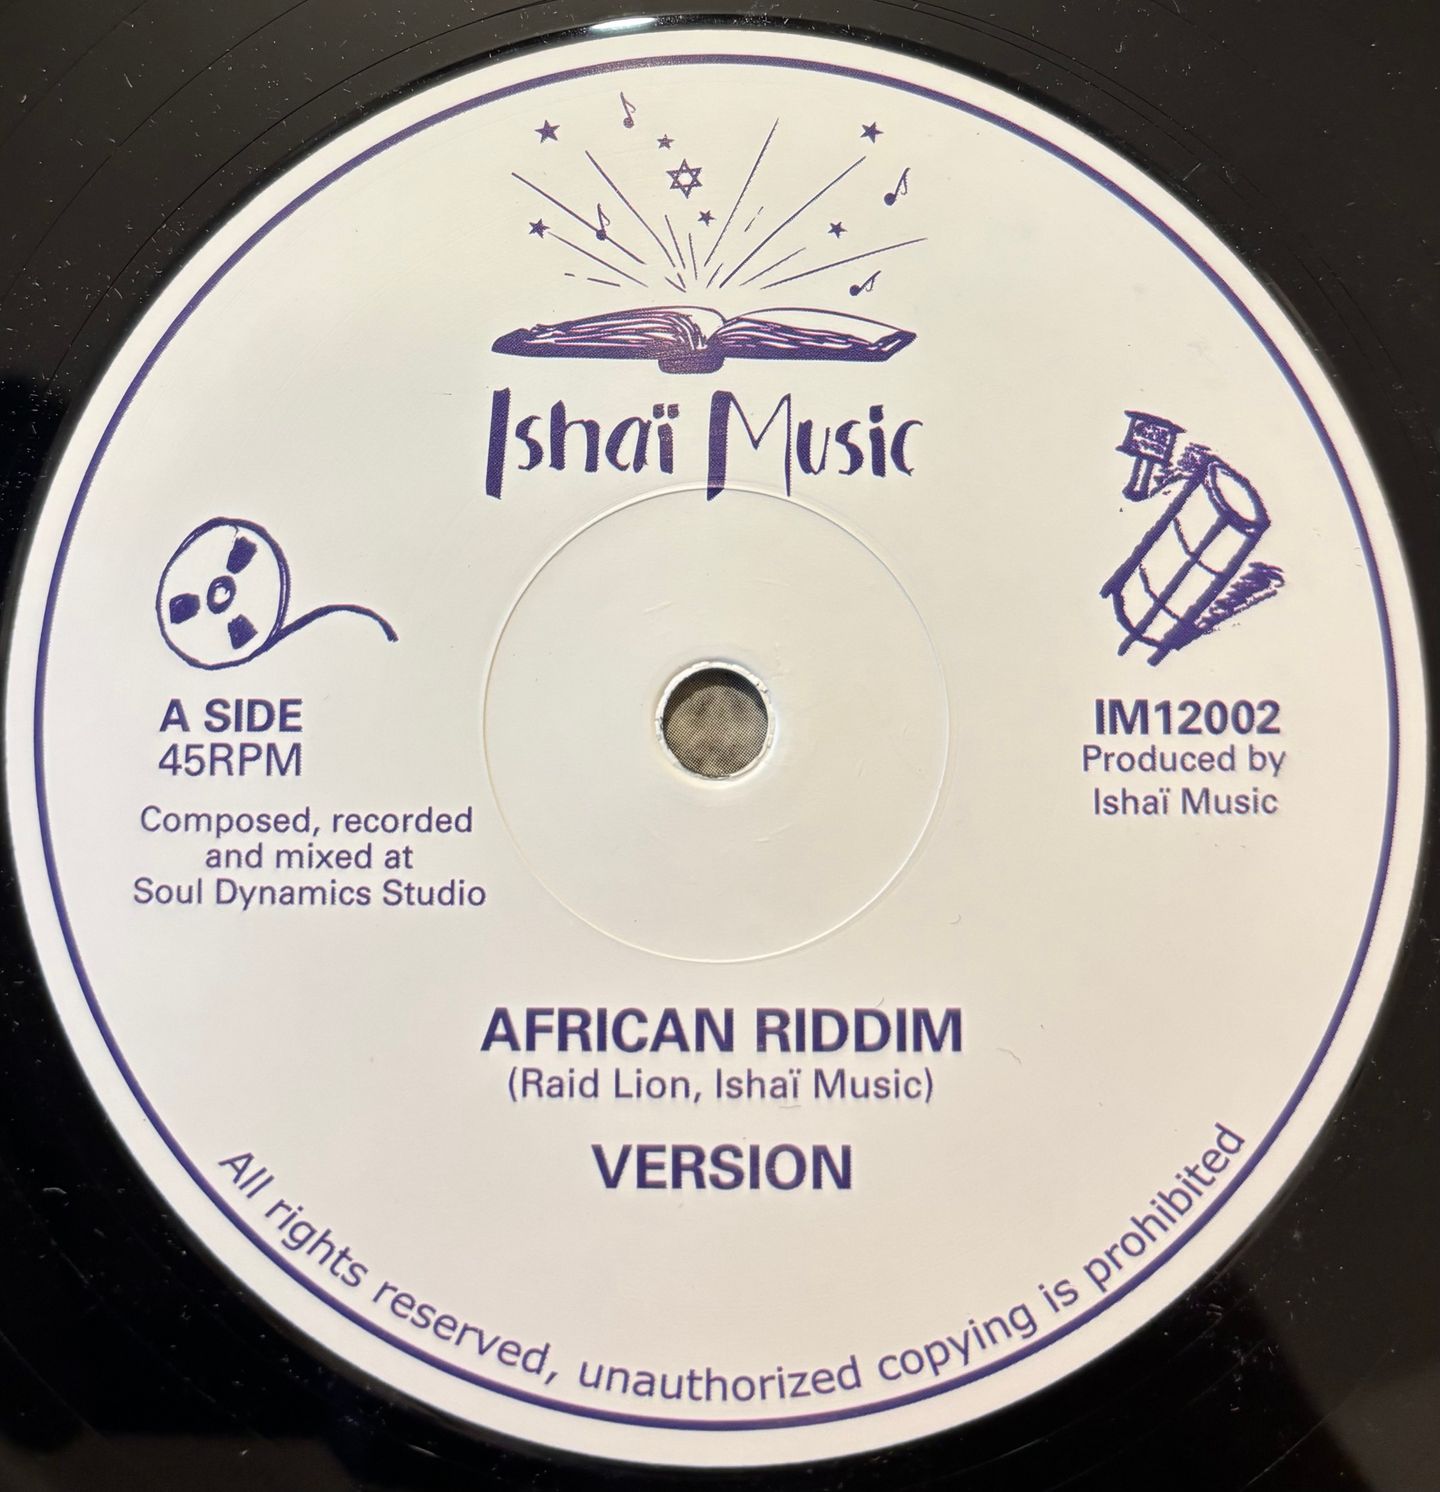 Ishaï Music
A SIDE
45RPM
Composed, recorded
and mixed at
Soul Dynamics Studio
IM12002
Produced by
Ishaï Music
AFRICAN RIDDIM
(Raid Lion, Ishaï Music)
VERSION
All rights reserved, unauthorized copying is prohibited